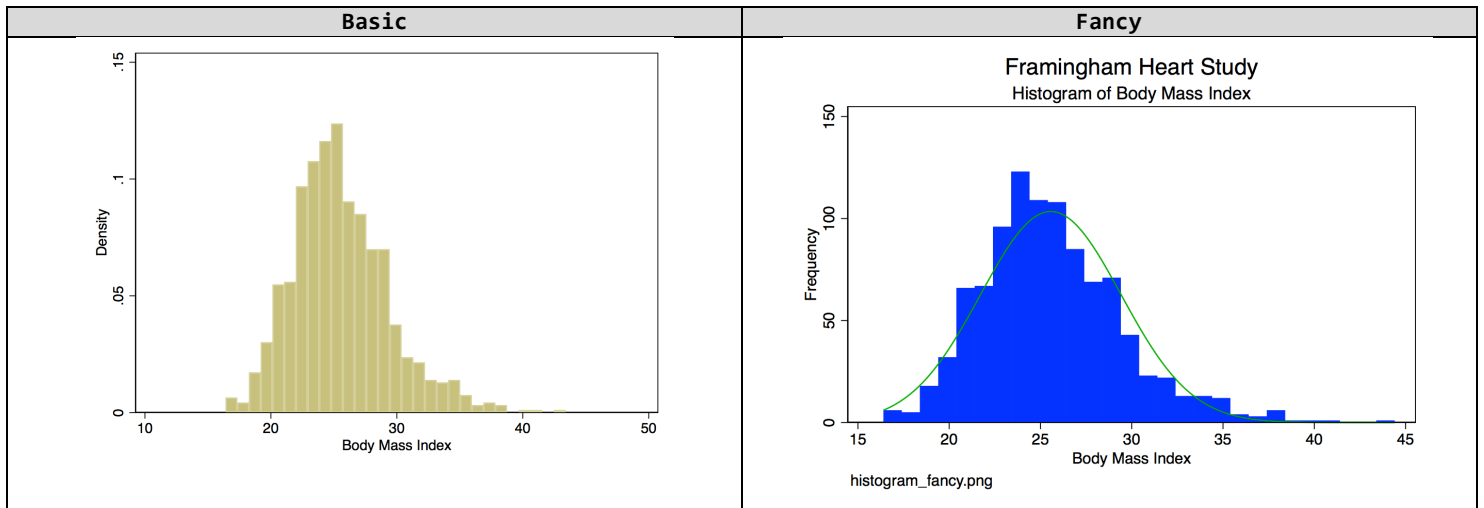 Basic
Fancy
.15
.1
.05
0
Density
10 20 30 40 50
Body Mass Index
Framingham Heart Study
Histogram of Body Mass Index
150
100
50
0
Frequency
15 20 25 30 35 40 45
Body Mass Index
histogram_fancy.png